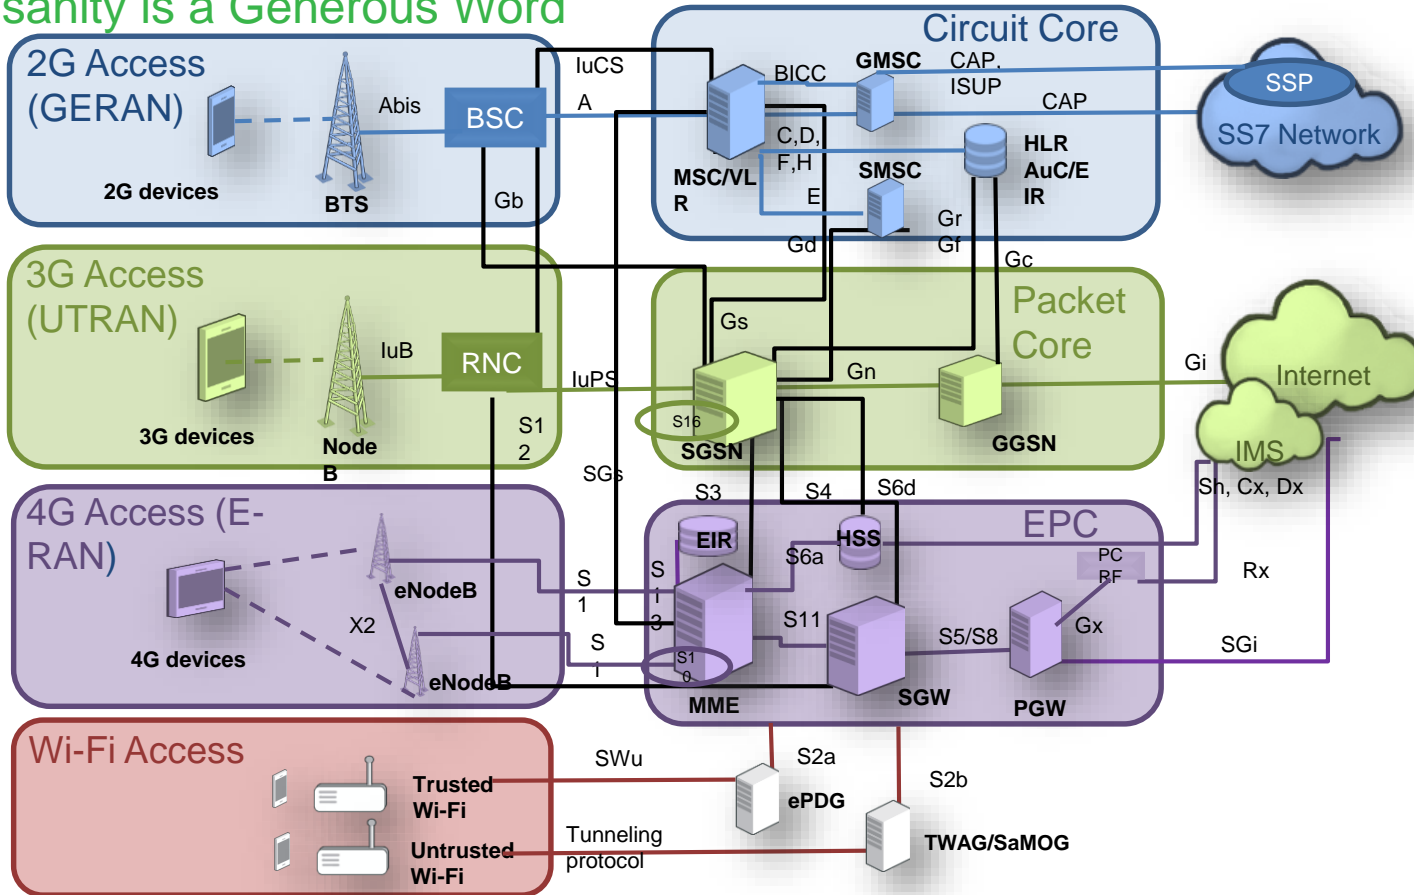 sanity is a Generous Word
2G Access
(GERAN)
2G devices
BTS
Abis
BSC
Gb
IuCS
A
Circuit Core
BICC
GMSC
CAP,
ISUP
CAP
C,D,
F,H
E
MSC/VL
R
SMSC
HLR
AuC/E
IR
SSP
SS7 Network
Gd
Gr
Gf
Gc
3G Access
(UTRAN)
3G devices
Node
B
IuB
RNC
IuPS
S1
2
Packet
Core
Gs
Gn
S16
SGSN
GGSN
Gi
Internet
IMS
SGs
S3
S4
S6d
Sh, Cx, Dx
4G Access (E-
RAN)
4G devices
eNodeB
X2
eNodeB
S
1
S
1
EPC
EIR
HSS
S6a
S
1
3
S11
S1
0
MME
SGW
S5/S8
PGW
Gx
PC
RF
Rx
SGi
Wi-Fi Access
Trusted
Wi-Fi
Untrusted
Wi-Fi
SWu
Tunneling
protocol
S2a
ePDG
S2b
TWAG/SaMOG